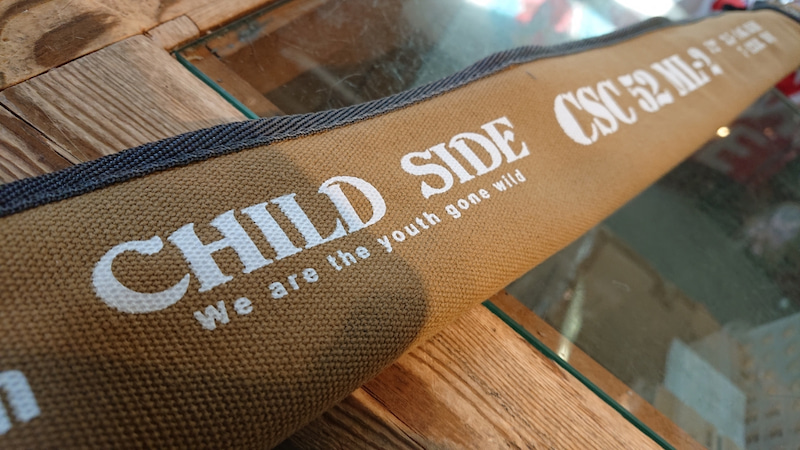 CHILD SIDE
We are the youth gone wild
CSC 52 ML-2